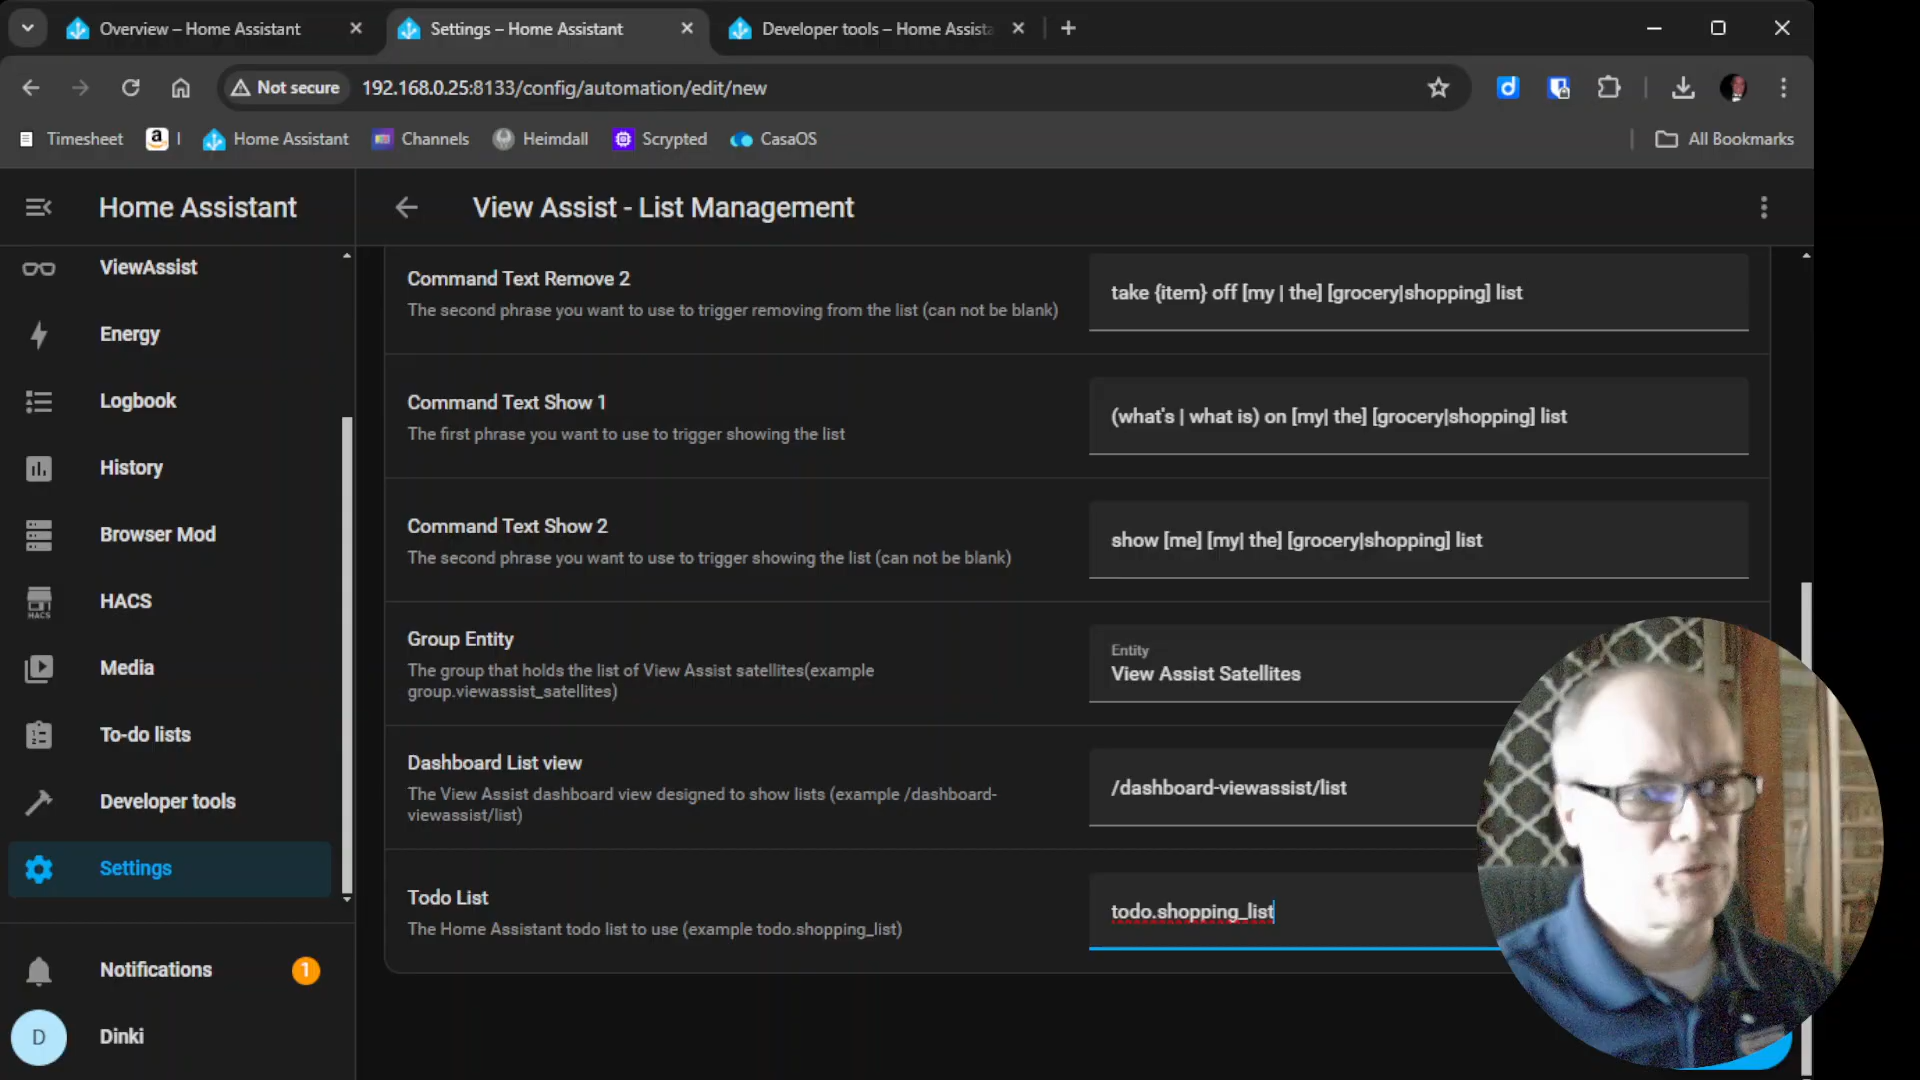 Overview – Home Assistant
Settings – Home Assistant
Developer tools – Home Assista
Not secure
192.168.0.25:8133/config/automation/edit/new
Timesheet
Home Assistant
Channels
Heimdall
Scrypted
CasaOS
All Bookmarks
Home Assistant
View Assist - List Management
ViewAssist
Energy
Logbook
History
Browser Mod
HACS
HACS
Media
To-do lists
Developer tools
Settings
Notifications
1
D
Dinki
Command Text Remove 2
The second phrase you want to use to trigger removing from the list (can not be blank)
take {item} off [my | the] [grocery|shopping] list
Command Text Show 1
The first phrase you want to use to trigger showing the list
(what's | what is) on [my| the] [grocery|shopping] list
Command Text Show 2
The second phrase you want to use to trigger showing the list (can not be blank)
show [me] [my| the] [grocery|shopping] list
Group Entity
The group that holds the list of View Assist satellites(example
group.viewassist_satellites)
Entity
View Assist Satellites
Dashboard List view
The View Assist dashboard view designed to show lists (example /dashboard-
viewassist/list)
/dashboard-viewassist/list
Todo List
The Home Assistant todo list to use (example todo.shopping_list)
todo.shopping_list